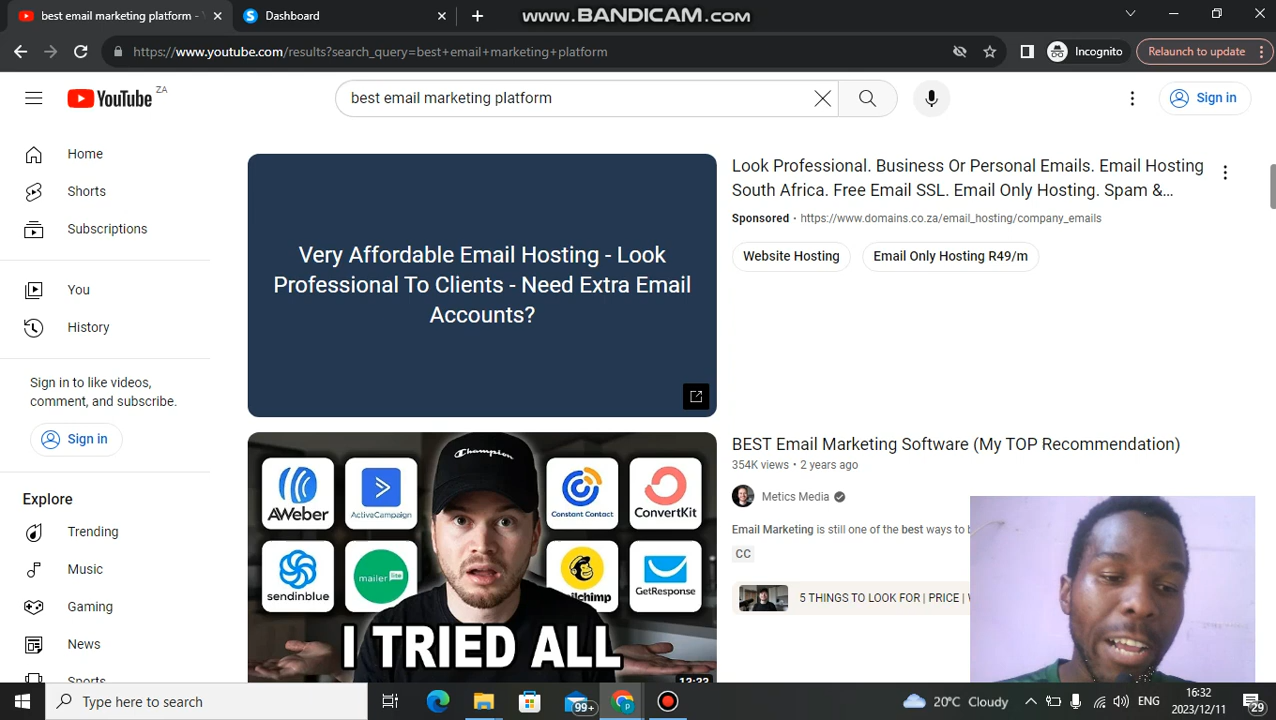 best email marketing platform -
Dashboard
www.BANDICAM.com
https://www.youtube.com/results?search_query=best+email+marketing+platform
Incognito
Relaunch to update
YouTube
ZA
best email marketing platform
Sign in
Home
Shorts
Subscriptions
You
History
Sign in to like videos,
comment, and subscribe.
Sign in
Explore
Trending
Music
Gaming
News
Sports
Very Affordable Email Hosting - Look
Professional To Clients - Need Extra Email
Accounts?
Look Professional. Business Or Personal Emails. Email Hosting
South Africa. Free Email SSL. Email Only Hosting. Spam &...
Sponsored · https://www.domains.co.za/email_hosting/company_emails
Website Hosting
Email Only Hosting R49/m
Champion
AWeber
ActiveCampaign
Constant Contact
ConvertKit
sendinblue
mailer lite
mailchimp
GetResponse
I TRIED ALL
13:23
BEST Email Marketing Software (My TOP Recommendation)
354K views · 2 years ago
Metics Media
Email Marketing is still one of the best ways to
CC
5 THINGS TO LOOK FOR | PRICE |
Type here to search
99+
20°C Cloudy
ENG
16:32
2023/12/11
29